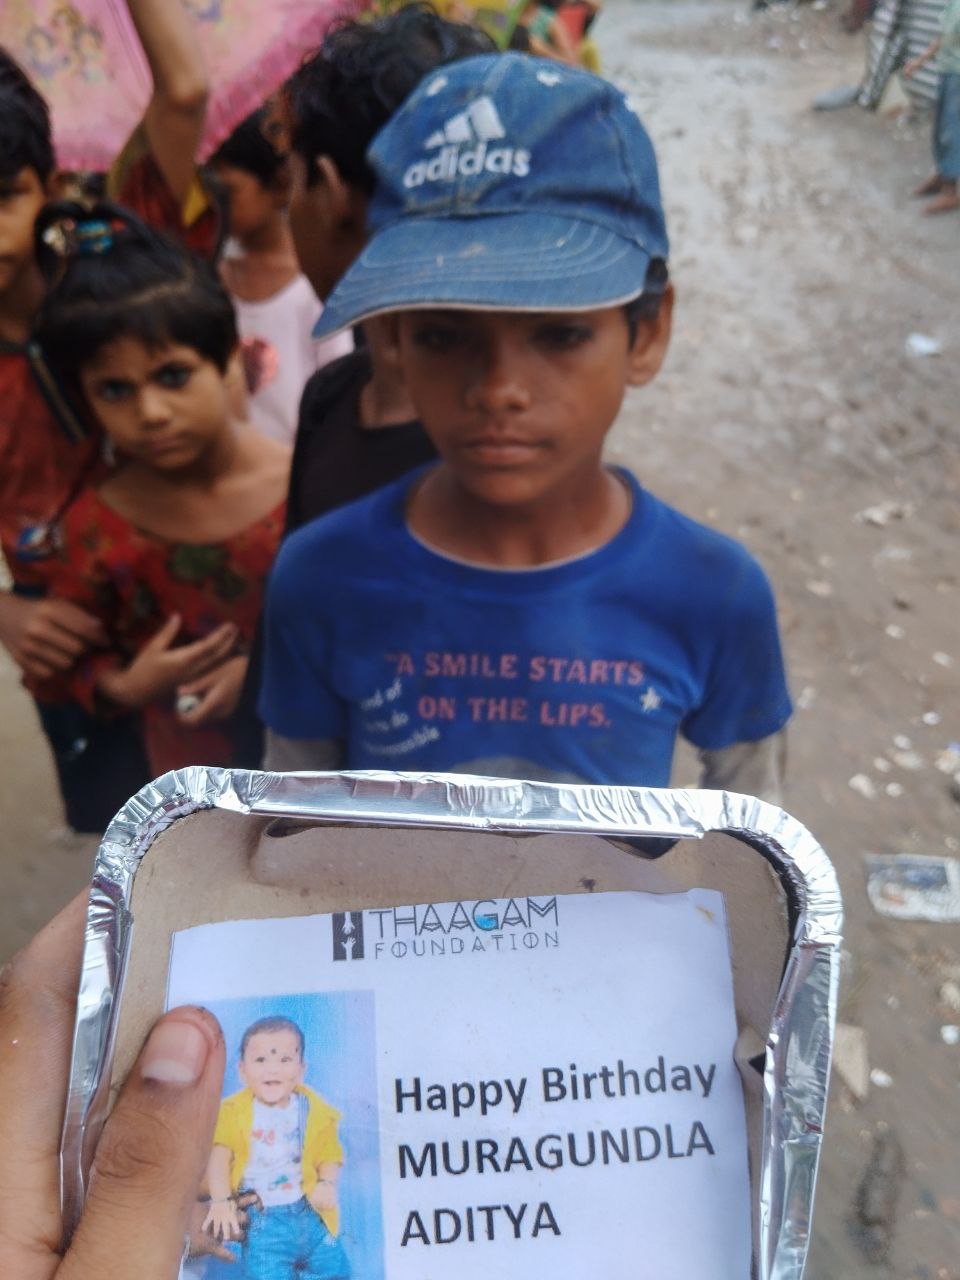 adidas
"A SMILE STARTS
ON THE LIPS.
THAAGAM
FOUNDATION
Happy Birthday
MURAGUNDLA
ADITYA